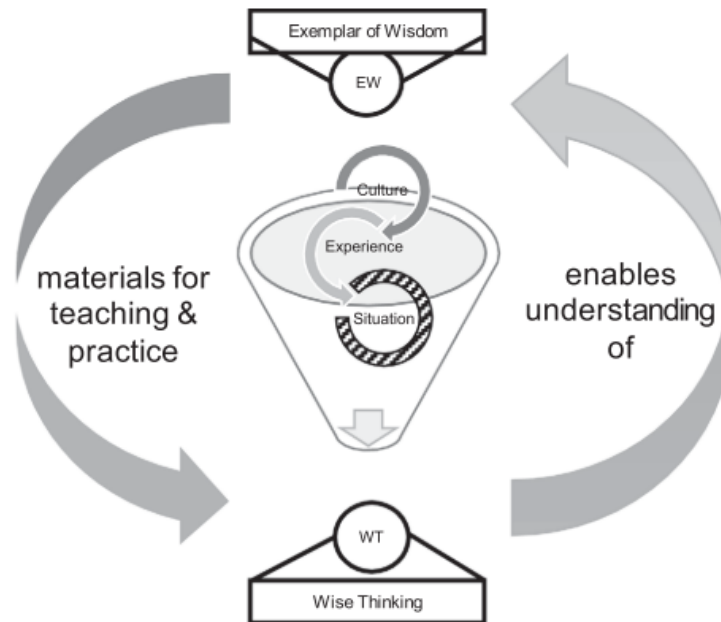 Exemplar of Wisdom
EW
Culture
Experience
Situation
materials for
teaching &
practice
enables
understanding
of
WT
Wise Thinking